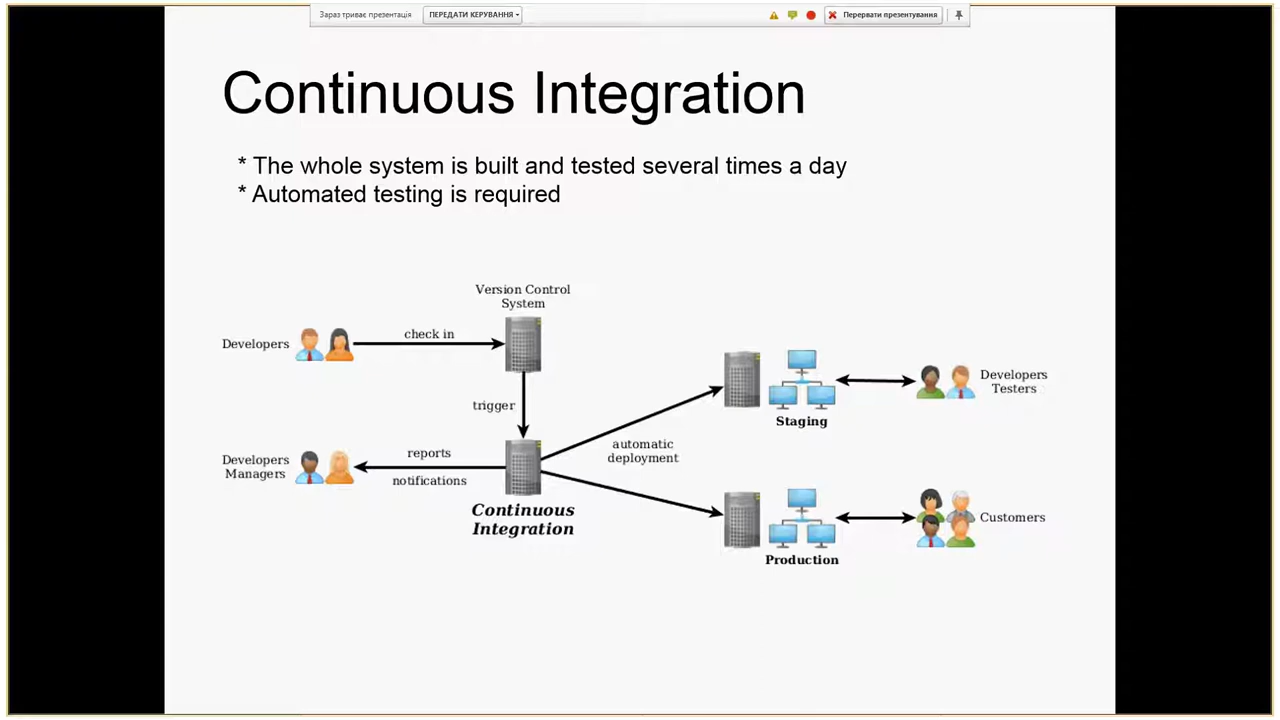 Зараз триває презентація
ПЕРЕДАТИ КЕРУВАННЯ
Перервати презентування
Continuous Integration
* The whole system is built and tested several times a day
* Automated testing is required
Version Control
System
Developers
check in
trigger
Developers
Managers
reports
notifications
Continuous
Integration
automatic
deployment
Staging
Developers
Testers
Production
Customers